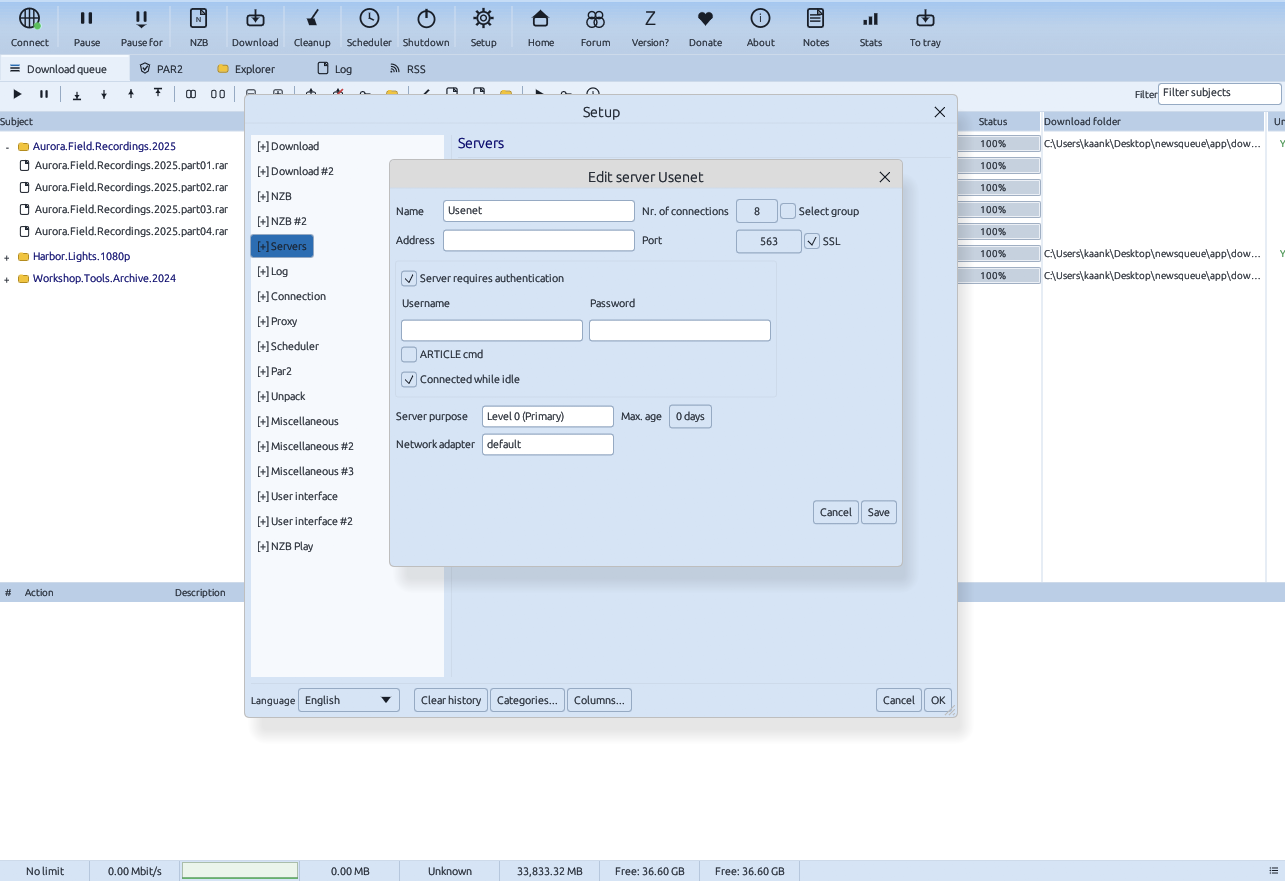 Connect Pause Pause for NZB Download Cleanup Scheduler Shutdown Setup Home Forum Version? Donate About Notes Stats To tray
Download queue PAR2 Explorer Log RSS
Filter Filter subjects
Subject Status Download folder Un
Setup
- Aurora.Field.Recordings.2025 100% C:\Users\kaank\Desktop\newsqueue\app\dow... Y
Aurora.Field.Recordings.2025.part01.rar 100%
Aurora.Field.Recordings.2025.part02.rar 100%
Aurora.Field.Recordings.2025.part03.rar 100%
Aurora.Field.Recordings.2025.part04.rar 100%
+ Harbor.Lights.1080p 100% C:\Users\kaank\Desktop\newsqueue\app\dow... Y
+ Workshop.Tools.Archive.2024 100% C:\Users\kaank\Desktop\newsqueue\app\dow...
[+] Download
[+] Download #2
[+] NZB
[+] NZB #2
[+] Servers
[+] Log
[+] Connection
[+] Proxy
[+] Scheduler
[+] Par2
[+] Unpack
[+] Miscellaneous
[+] Miscellaneous #2
[+] Miscellaneous #3
[+] User interface
[+] User interface #2
[+] NZB Play
Servers
Edit server Usenet
Name Usenet Nr. of connections 8 Select group
Address Port 563 SSL
Server requires authentication
Username Password
ARTICLE cmd
Connected while idle
Server purpose Level 0 (Primary) Max. age 0 days
Network adapter default
Cancel Save
# Action Description
Language English Clear history Categories... Columns... Cancel OK
No limit 0.00 Mbit/s 0.00 MB Unknown 33,833.32 MB Free: 36.60 GB Free: 36.60 GB